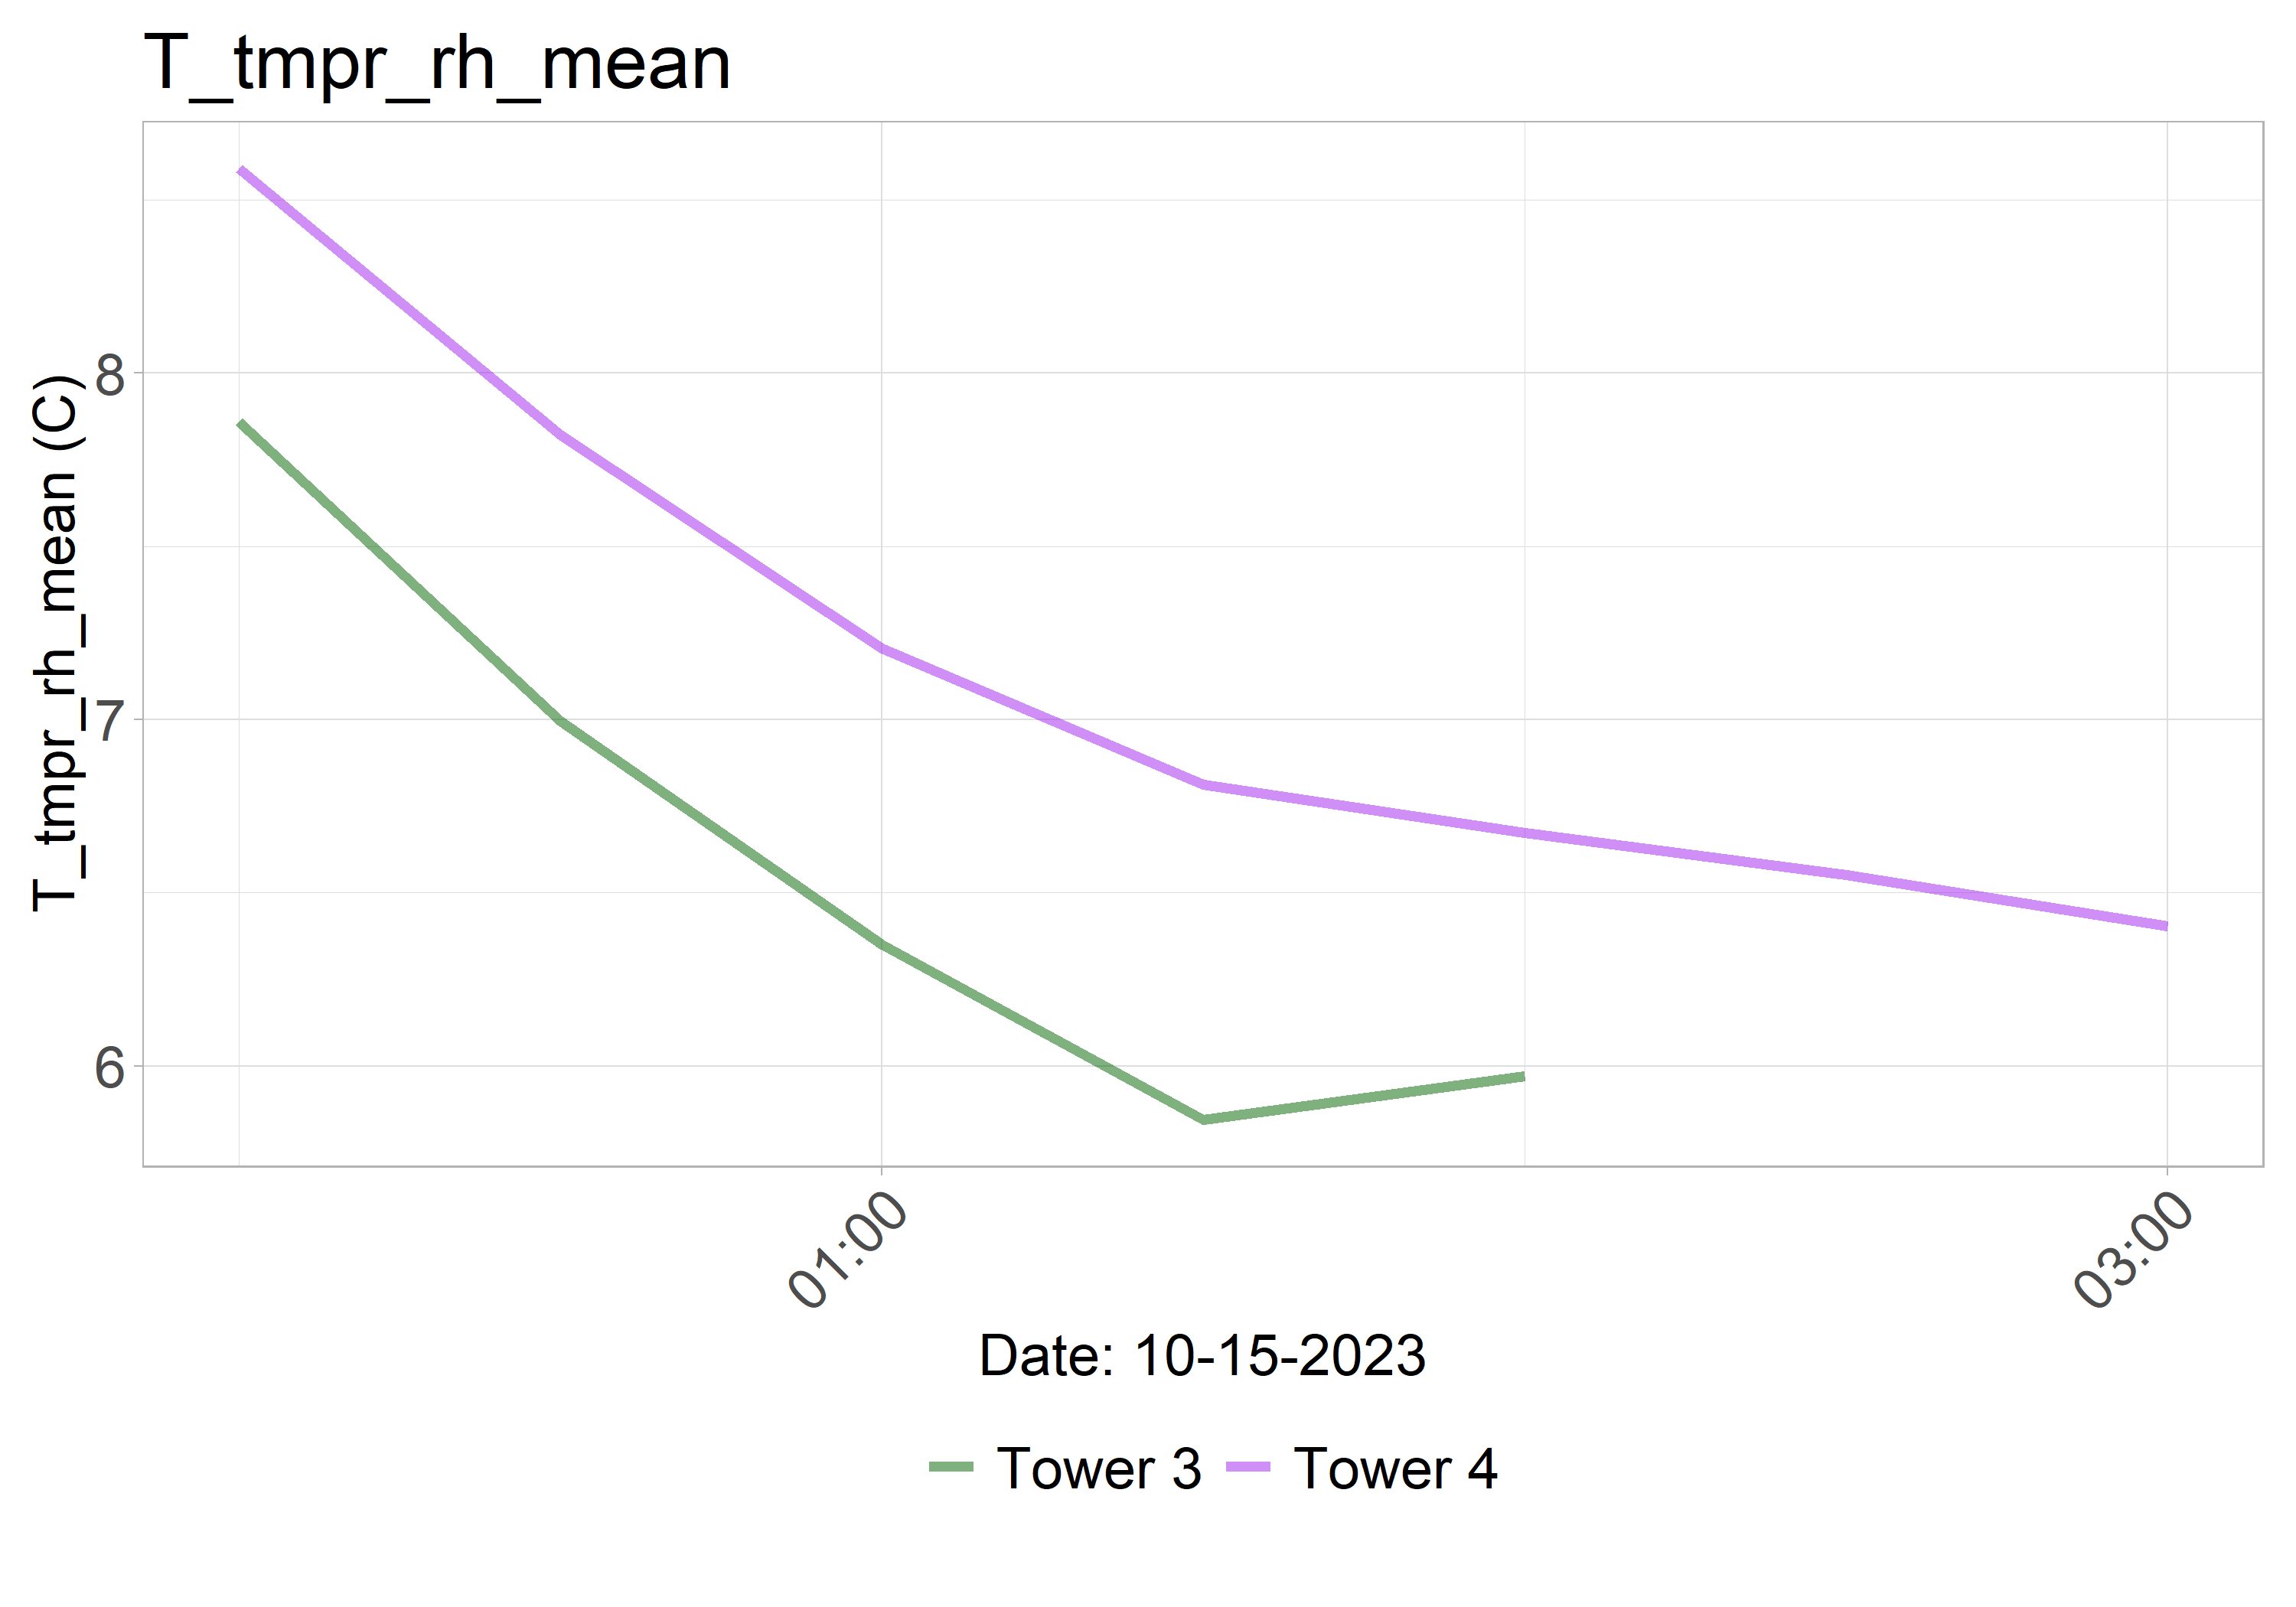 T_tmpr_rh_mean
T_tmpr_rh_mean (C)
8
7
6
01:00
03:00
Date: 10-15-2023
Tower 3
Tower 4